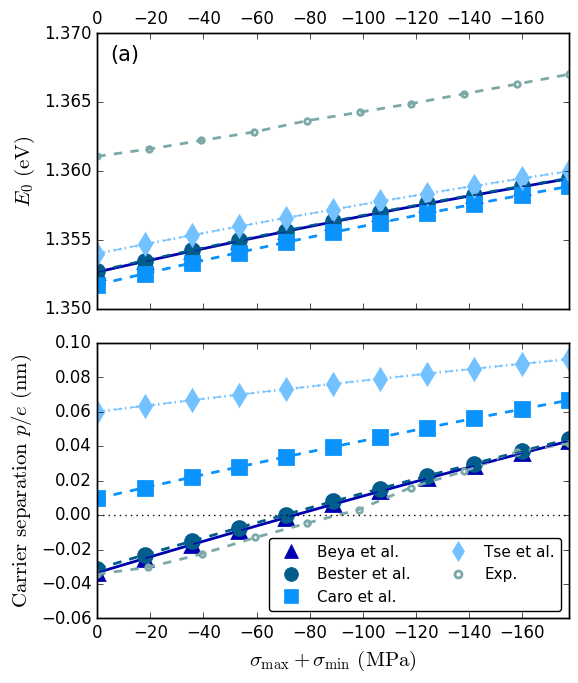 0 −20 −40 −60 −80 −100 −120 −140 −160
(a)
1.370
1.365
1.360
1.355
1.350
E₀ (eV)
0.10
0.08
0.06
0.04
0.02
0.00
−0.02
−0.04
−0.06
Carrier separation p/e (nm)
Beya et al.
Bester et al.
Caro et al.
Tse et al.
Exp.
0 −20 −40 −60 −80 −100 −120 −140 −160
σmax + σmin (MPa)